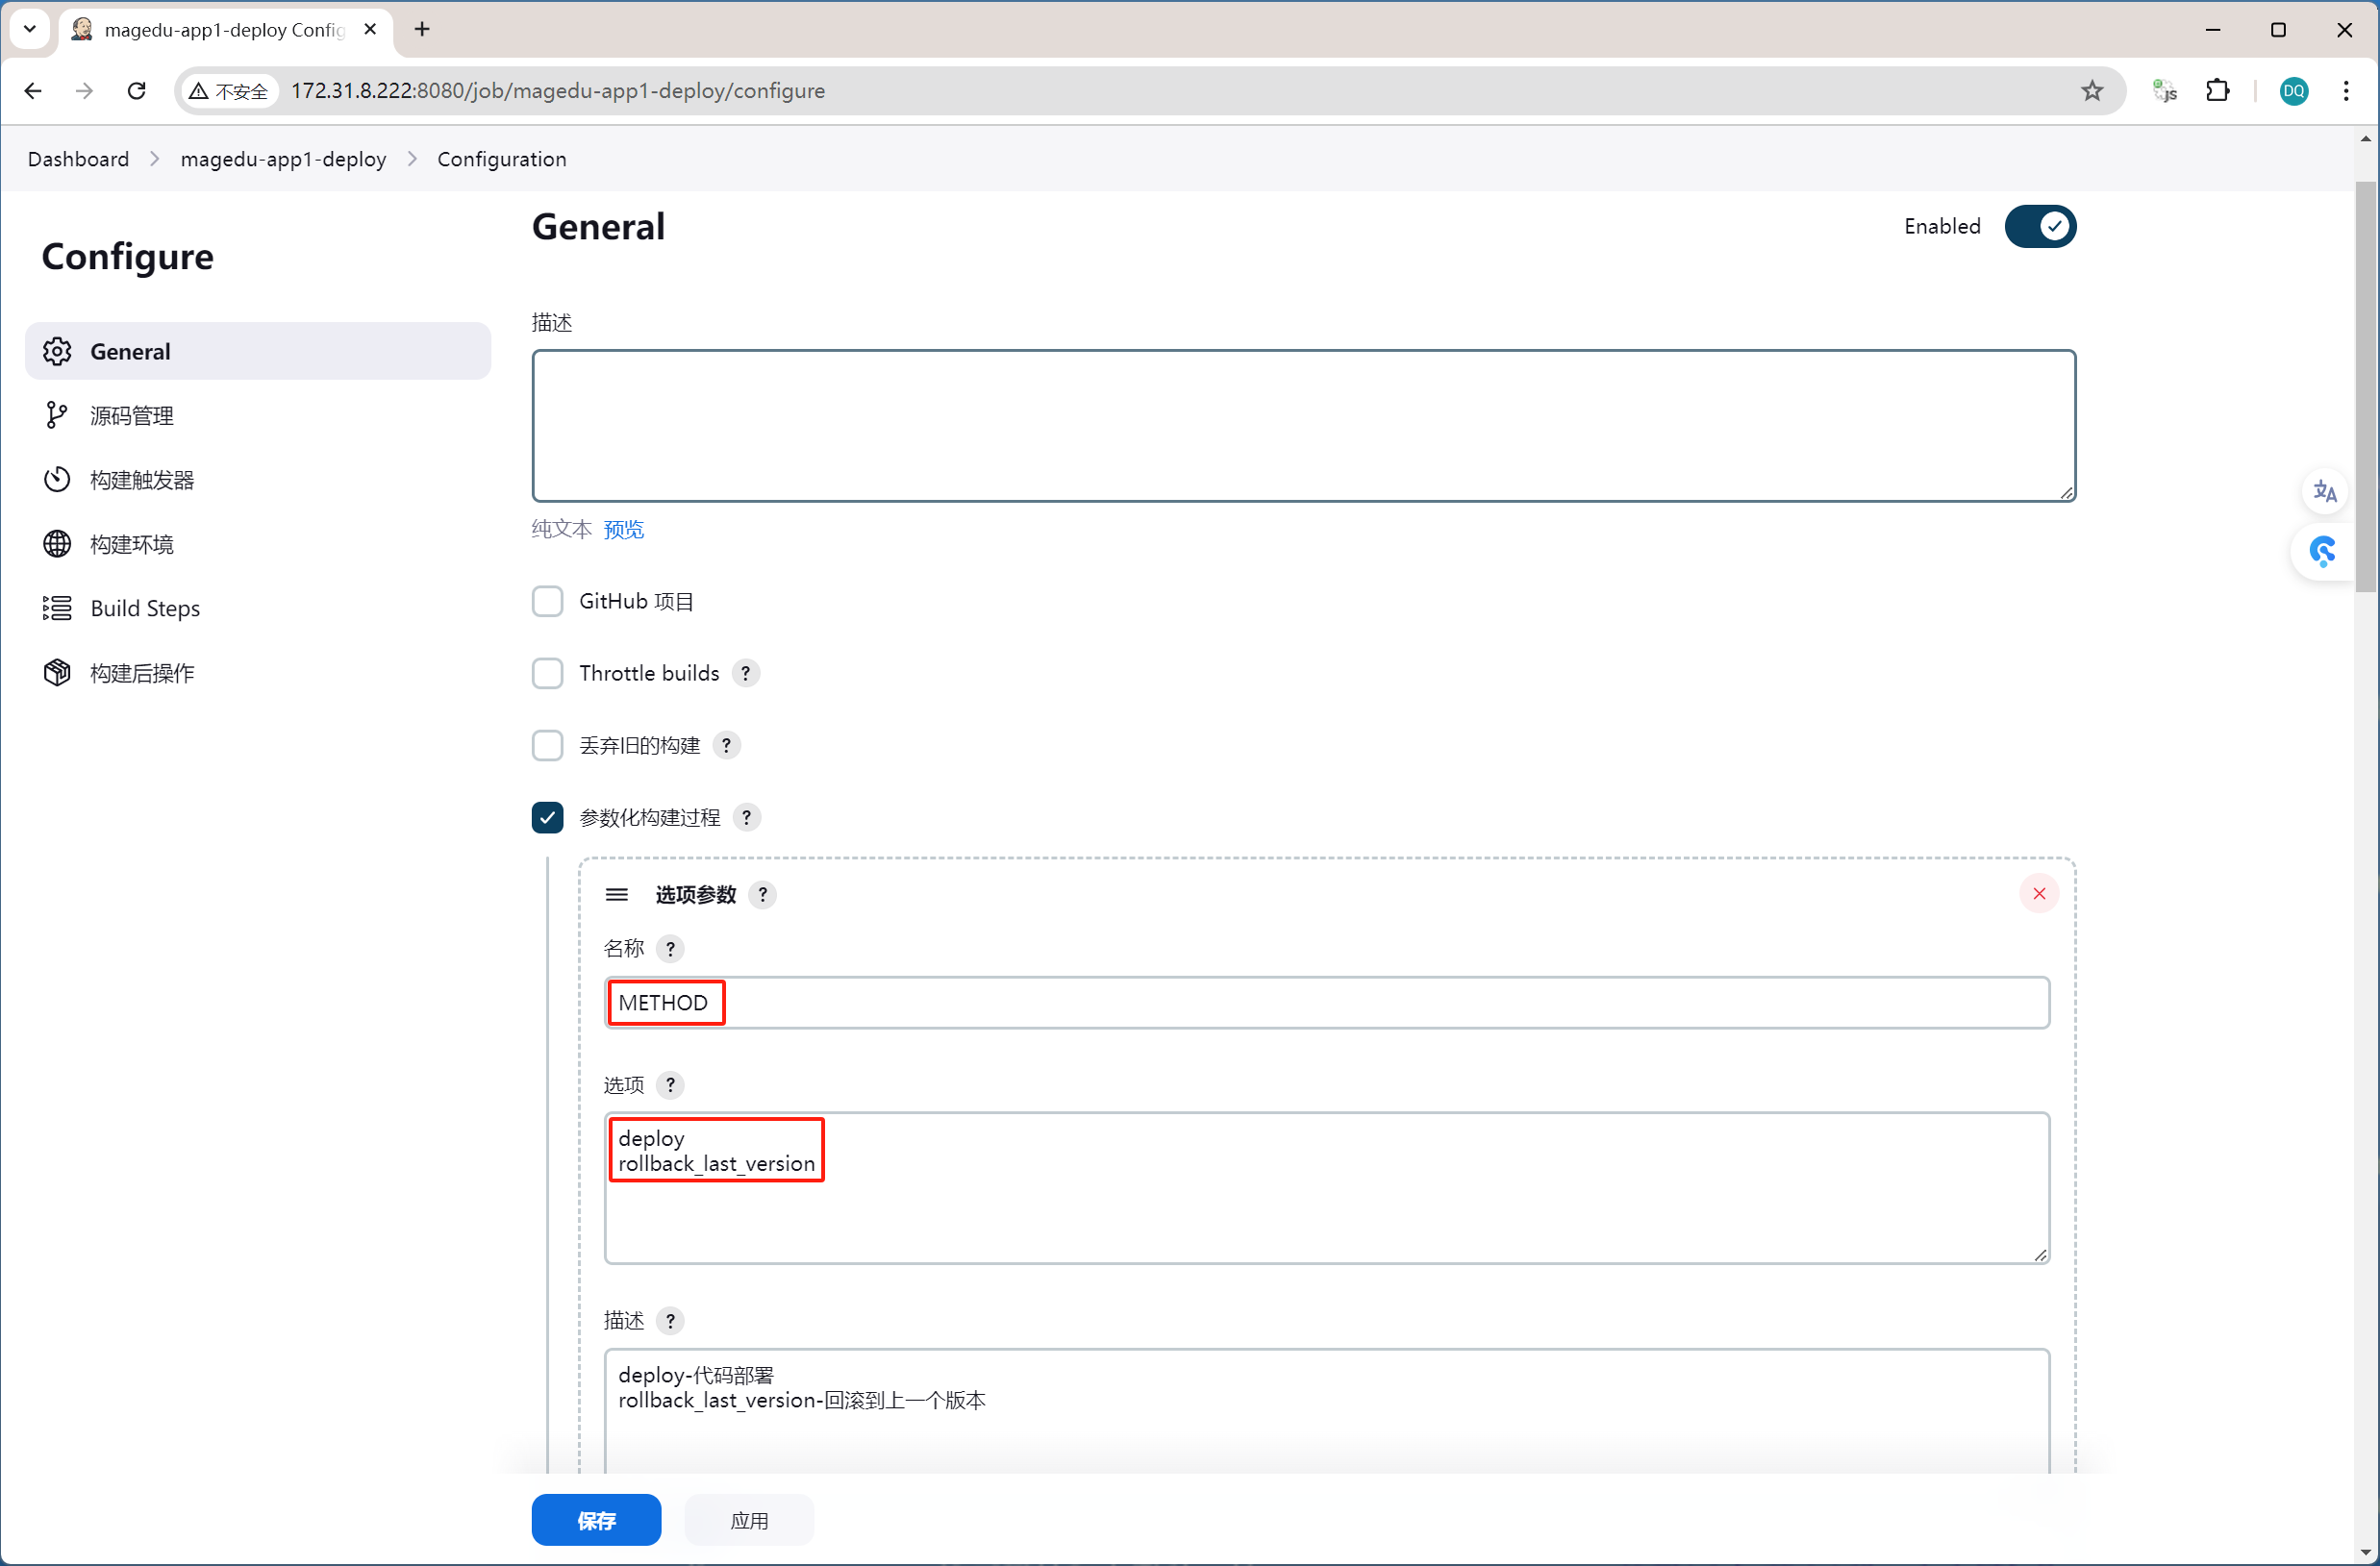 magedu-app1-deploy Config
不安全
172.31.8.222:8080/job/magedu-app1-deploy/configure
JS
DQ
Dashboard
magedu-app1-deploy
Configuration
Configure
General
源码管理
构建触发器
构建环境
Build Steps
构建后操作
General
Enabled
描述
纯文本 预览
GitHub 项目
Throttle builds ?
丢弃旧的构建 ?
参数化构建过程 ?
选项参数 ?
名称 ?
METHOD
选项 ?
deploy
rollback_last_version
描述 ?
deploy-代码部署
rollback_last_version-回滚到上一个版本
保存
应用